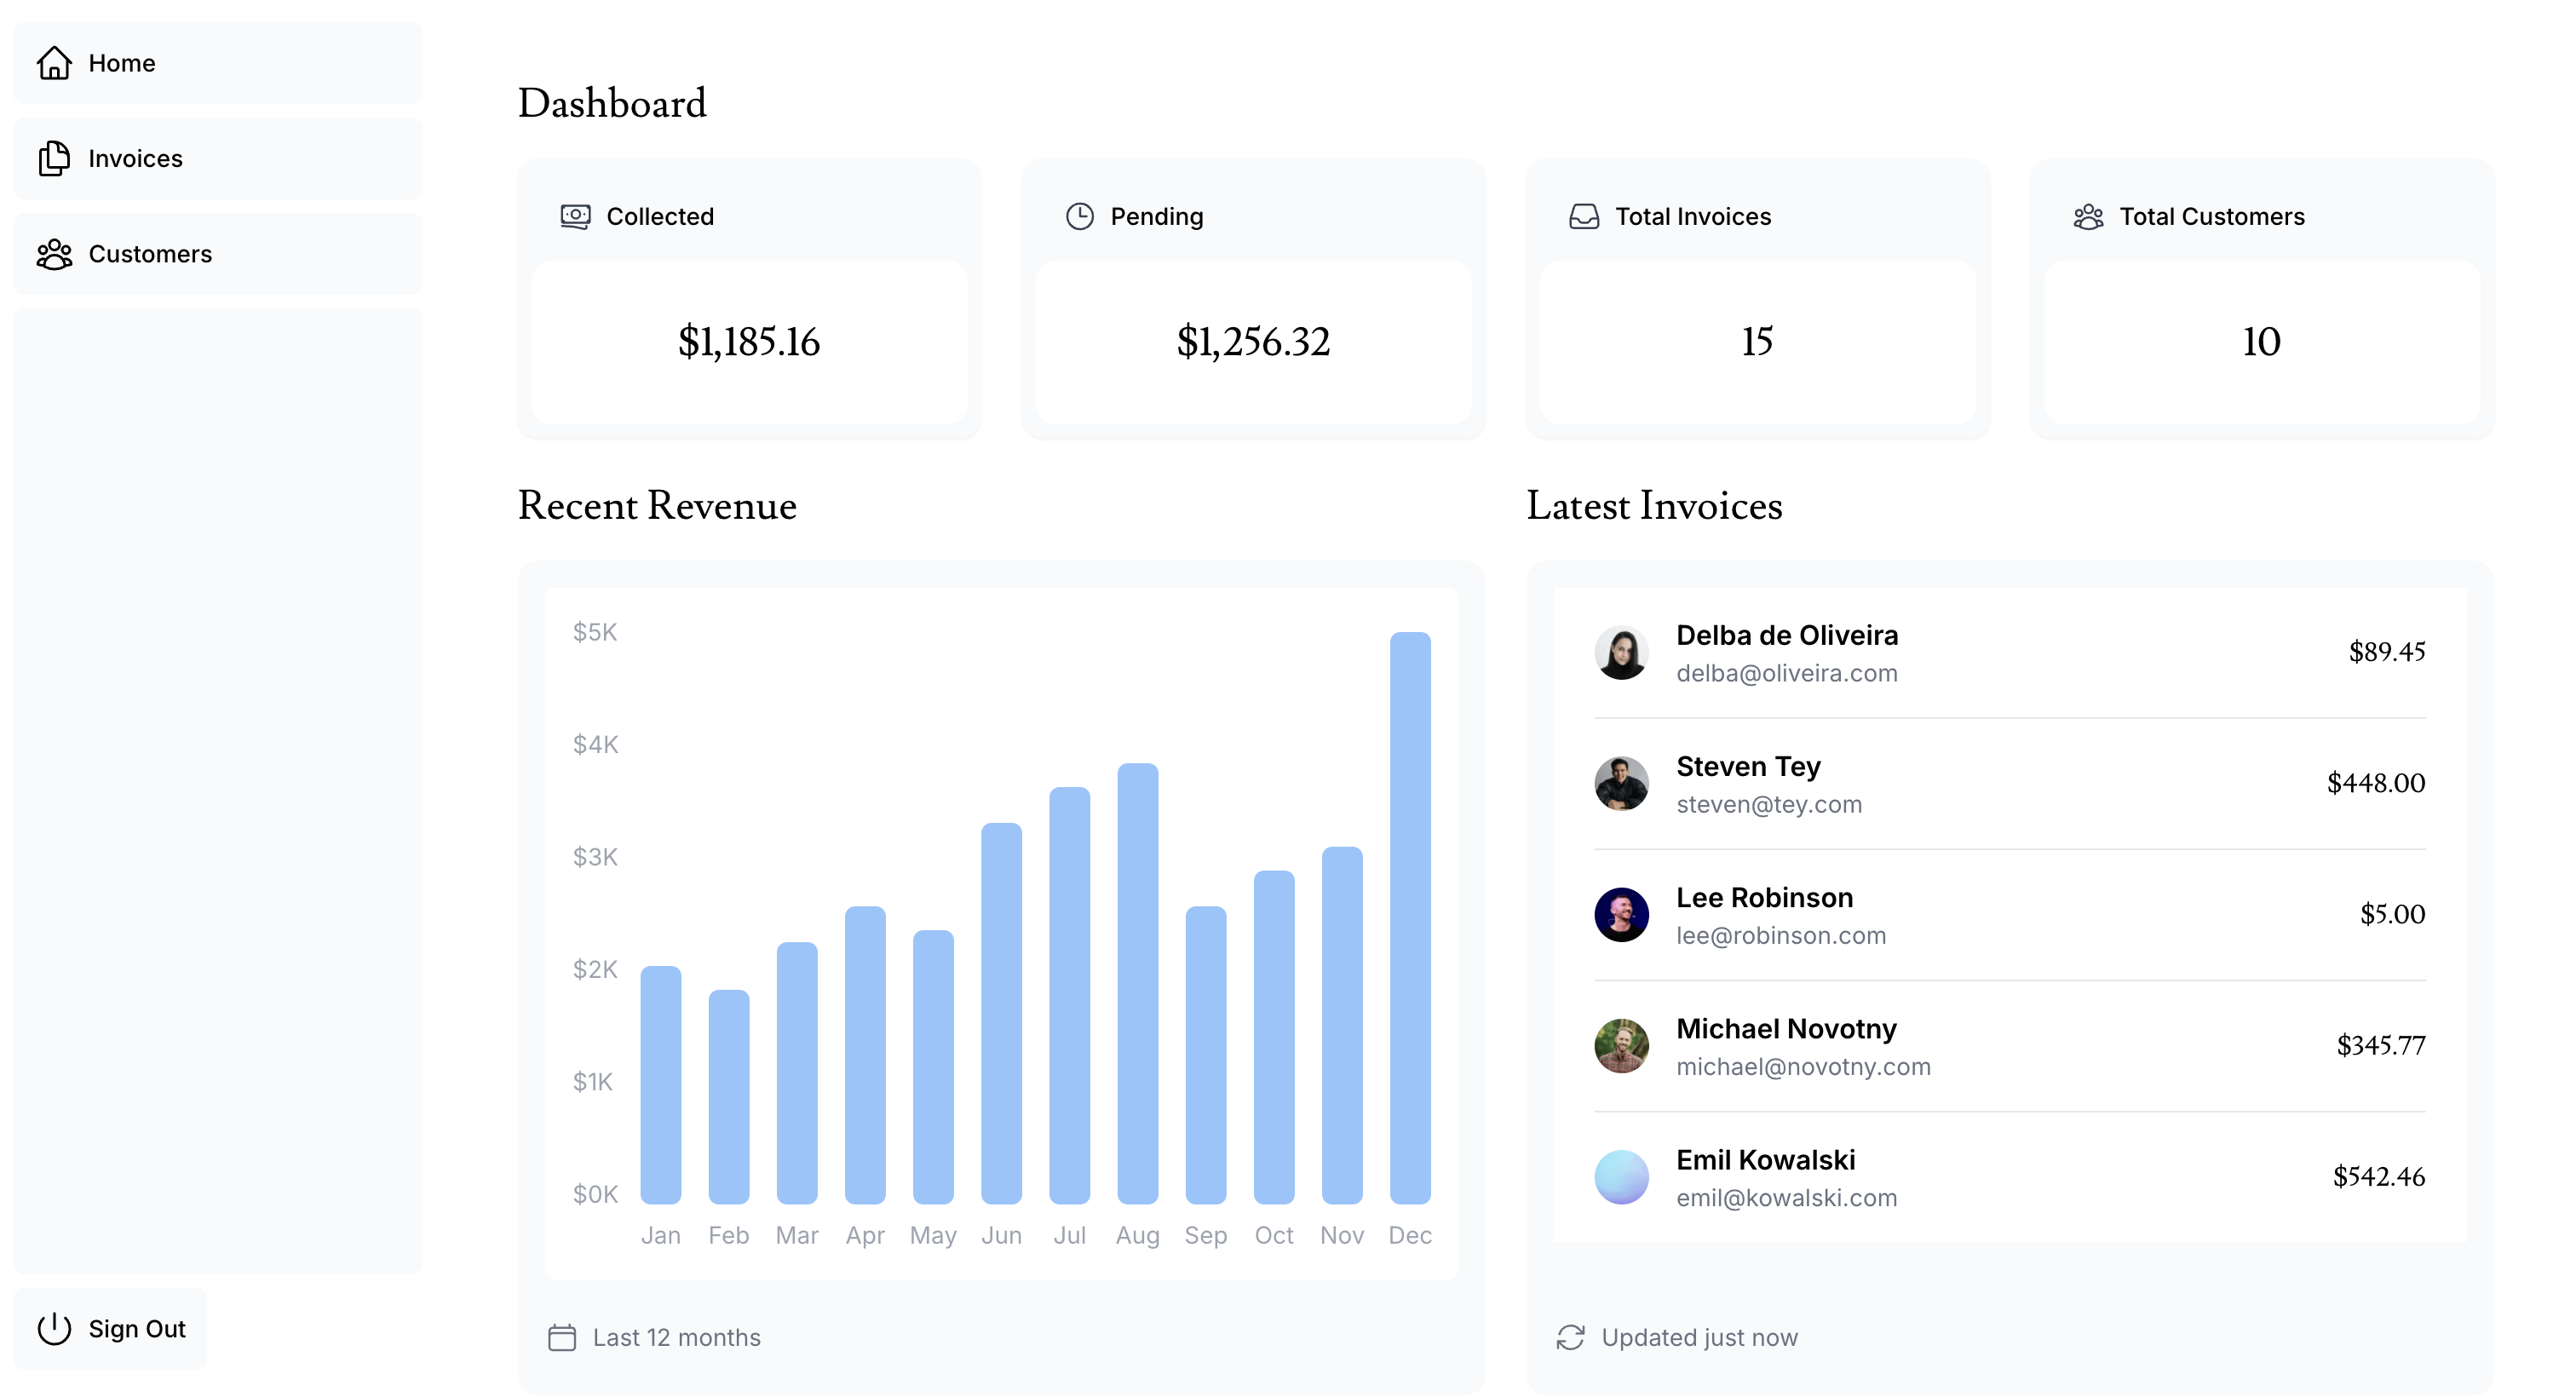 Home
Invoices
Customers
Sign Out
Dashboard
Collected
$1,185.16
Pending
$1,256.32
Total Invoices
15
Total Customers
10
Recent Revenue
$5K
$4K
$3K
$2K
$1K
$0K
Jan Feb Mar Apr May Jun Jul Aug Sep Oct Nov Dec
Last 12 months
Latest Invoices
Delba de Oliveira
delba@oliveira.com
$89.45
Steven Tey
steven@tey.com
$448.00
Lee Robinson
lee@robinson.com
$5.00
Michael Novotny
michael@novotny.com
$345.77
Emil Kowalski
emil@kowalski.com
$542.46
Updated just now